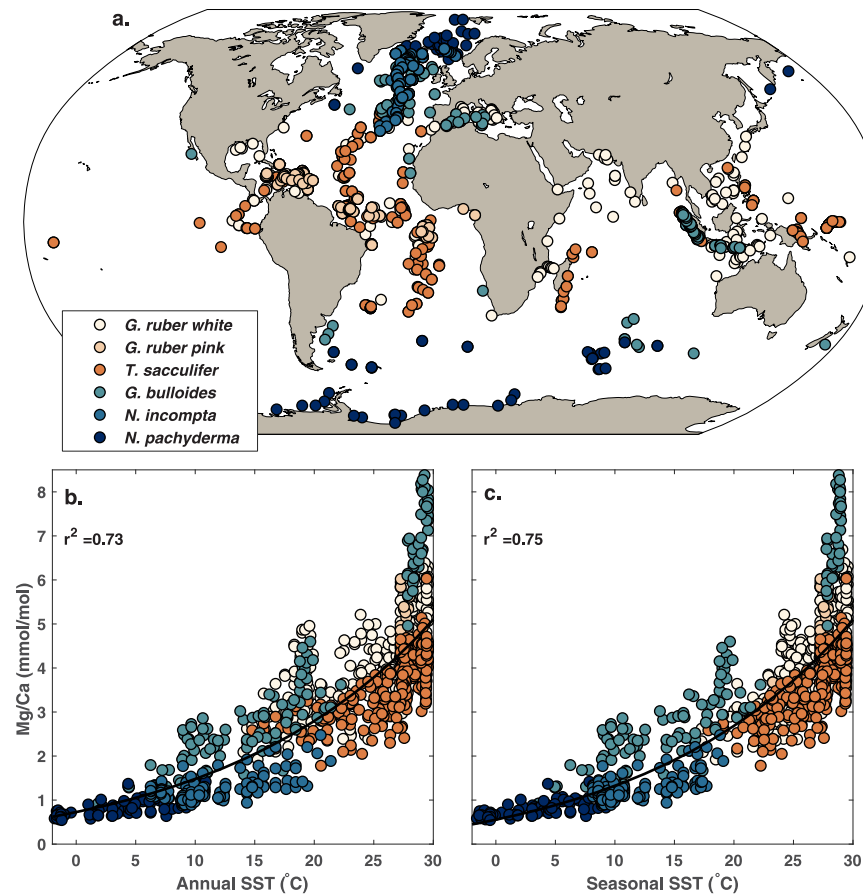 a.
G. ruber white
G. ruber pink
T. sacculifer
G. bulloides
N. incompta
N. pachyderma
b.
r² =0.73
Mg/Ca (mmol/mol)
8
7
6
5
4
3
2
1
0
0 5 10 15 20 25 30
Annual SST (°C)
c.
r² =0.75
0 5 10 15 20 25 30
Seasonal SST (°C)